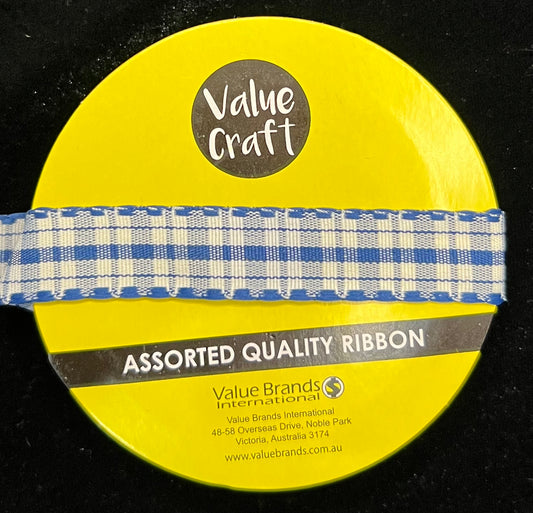 Value
Craft
ASSORTED QUALITY RIBBON
Value Brands
International
Value Brands International
48-58 Overseas Drive, Noble Park
Victoria, Australia 3174
www.valuebrands.com.au